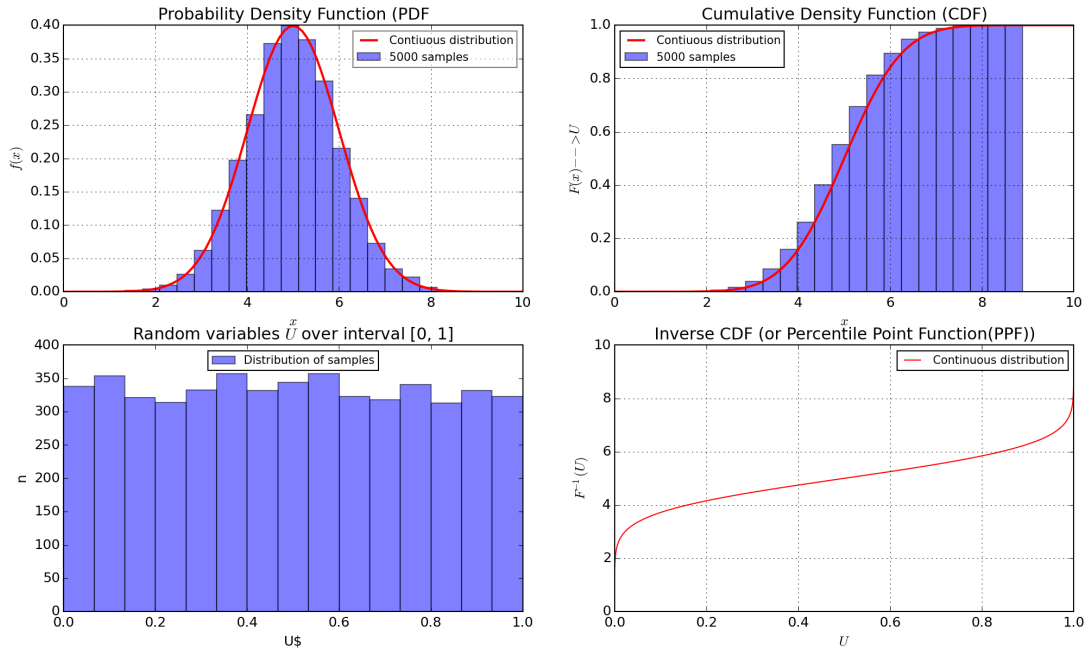 Probability Density Function (PDF
0.40
0.35
0.30
0.25
0.20
0.15
0.10
0.05
0.00
f(x)
Contiuous distribution
5000 samples
0 2 4 6 8 10
x
Cumulative Density Function (CDF)
1.0
0.8
0.6
0.4
0.2
0.0
F(x)-->U
Contiuous distribution
5000 samples
0 2 4 6 8 10
x
Random variables U over interval [0, 1]
400
350
300
250
200
150
100
50
0
n
Distribution of samples
0.0 0.2 0.4 0.6 0.8 1.0
U$
Inverse CDF (or Percentile Point Function(PPF))
10
8
6
4
2
0
F⁻¹(U)
Continuous distribution
0.0 0.2 0.4 0.6 0.8 1.0
U